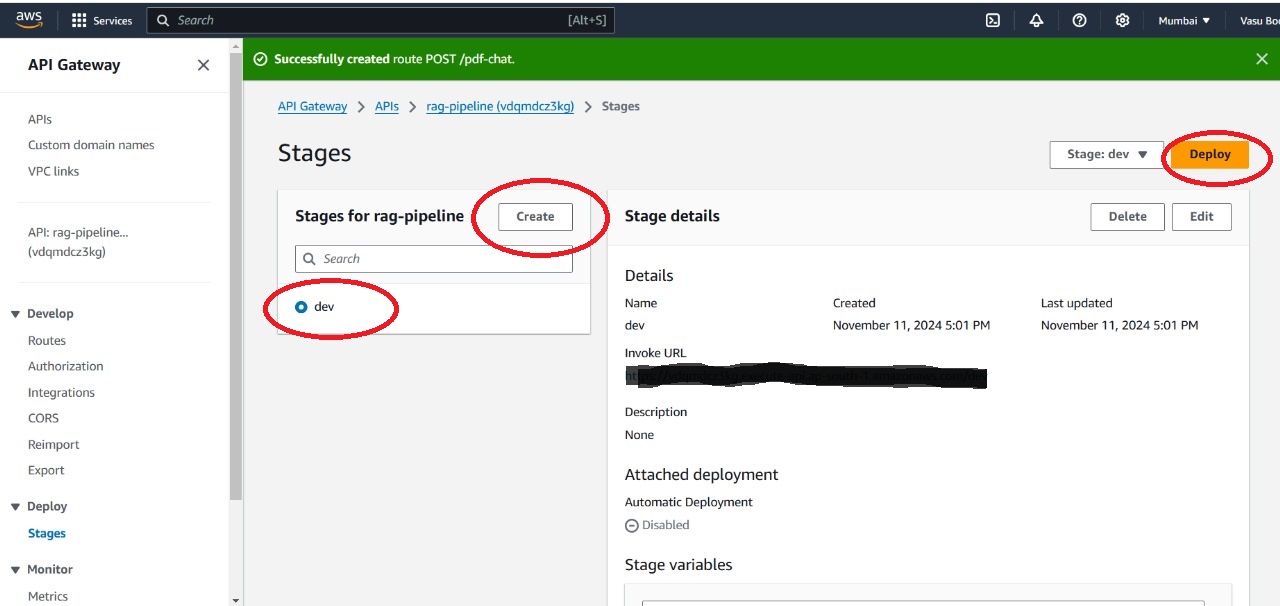 aws
Services
Search [Alt+S]
Mumbai ▼
Vasu
API Gateway
Successfully created route POST /pdf-chat.
APIs
Custom domain names
VPC links
API: rag-pipeline...
(vdqmdcz3kg)
▼ Develop
Routes
Authorization
Integrations
CORS
Reimport
Export
▼ Deploy
Stages
▼ Monitor
Metrics
API Gateway > APIs > rag-pipeline (vdqmdcz3kg) > Stages
Stages
Stage: dev ▼
Deploy
Stages for rag-pipeline
Create
Search
dev
Stage details
Delete
Edit
Details
Name
dev
Created
November 11, 2024 5:01 PM
Last updated
November 11, 2024 5:01 PM
Invoke URL
Description
None
Attached deployment
Automatic Deployment
Disabled
Stage variables